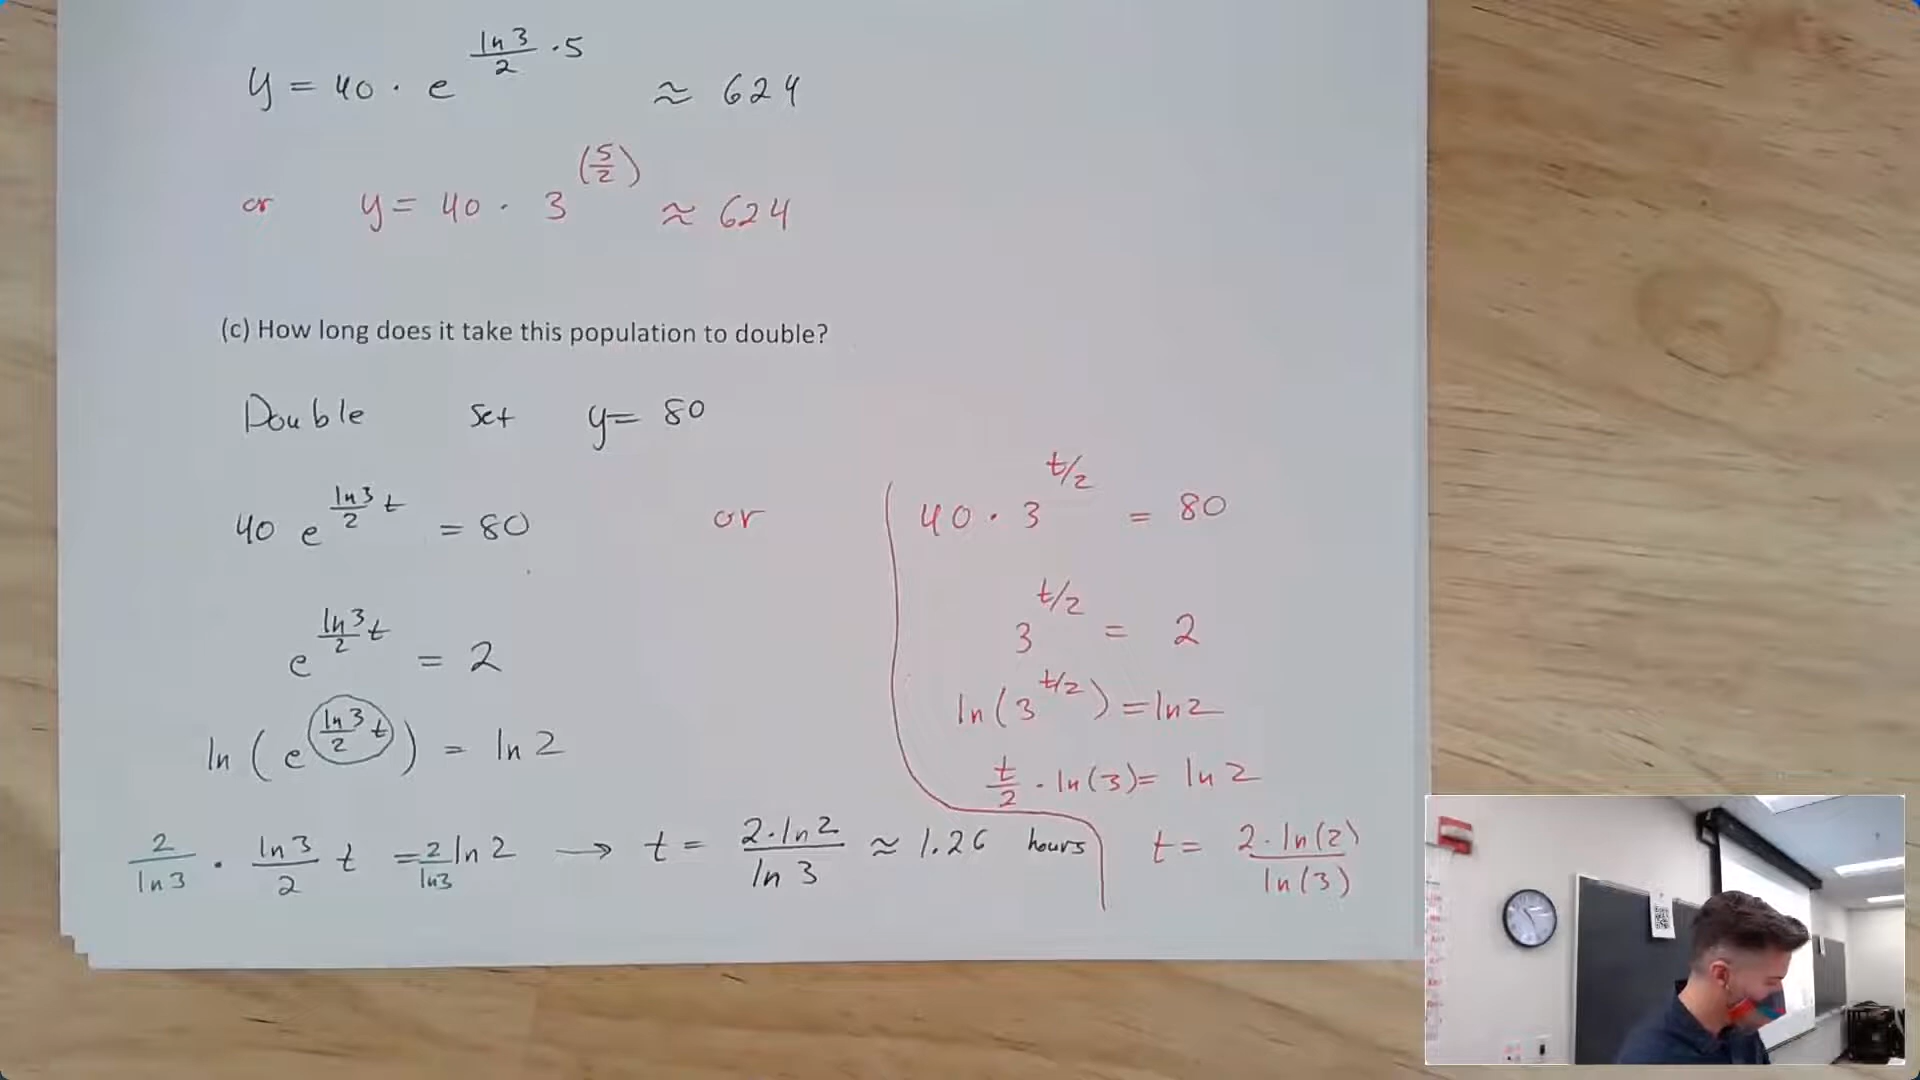 y = 40 · e^(ln3/2 · 5) ≈ 624
or y = 40 · 3^(5/2) ≈ 624
(c) How long does it take this population to double?
Double Set y = 80
40 e^(ln3/2 t) = 80
e^(ln3/2 t) = 2
ln ( e^(ln3/2 t) ) = ln 2
2/ln3 · ln3/2 t = 2/ln3 ln 2 → t = 2·ln2/ln 3 ≈ 1.26 hours
or
40 · 3^(t/2) = 80
3^(t/2) = 2
ln(3^(t/2)) = ln2
t/2 · ln(3) = ln 2
t = 2·ln(2)/ln(3)